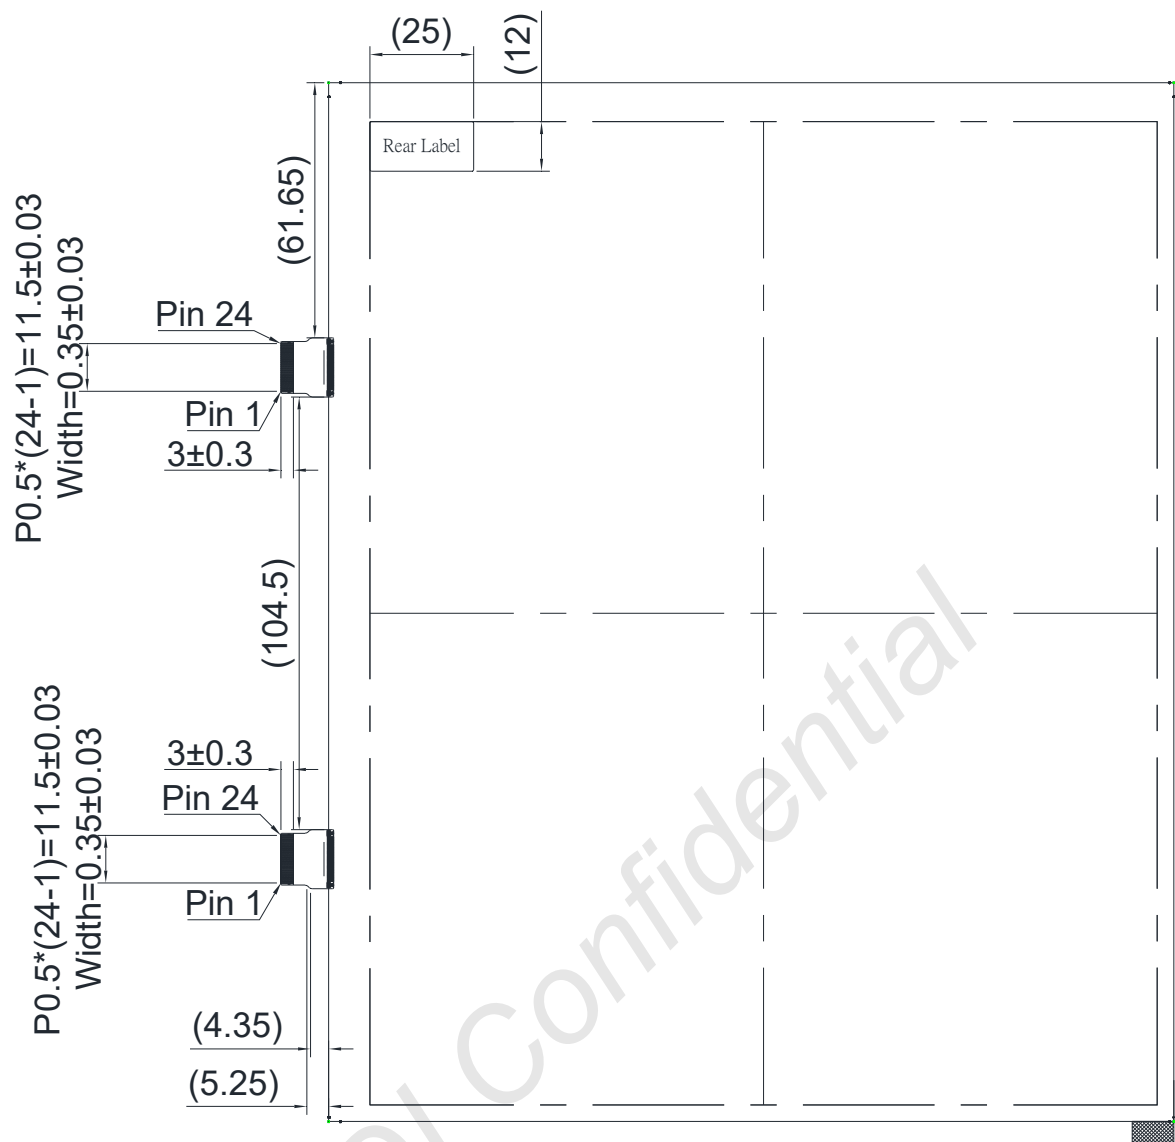 (25)
(12)
Rear Label
(61.65)
P0.5*(24-1)=11.5±0.03
Width=0.35±0.03
Pin 24
Pin 1
3±0.3
(104.5)
P0.5*(24-1)=11.5±0.03
Width=0.35±0.03
3±0.3
Pin 24
Pin 1
(4.35)
(5.25)
Confidential